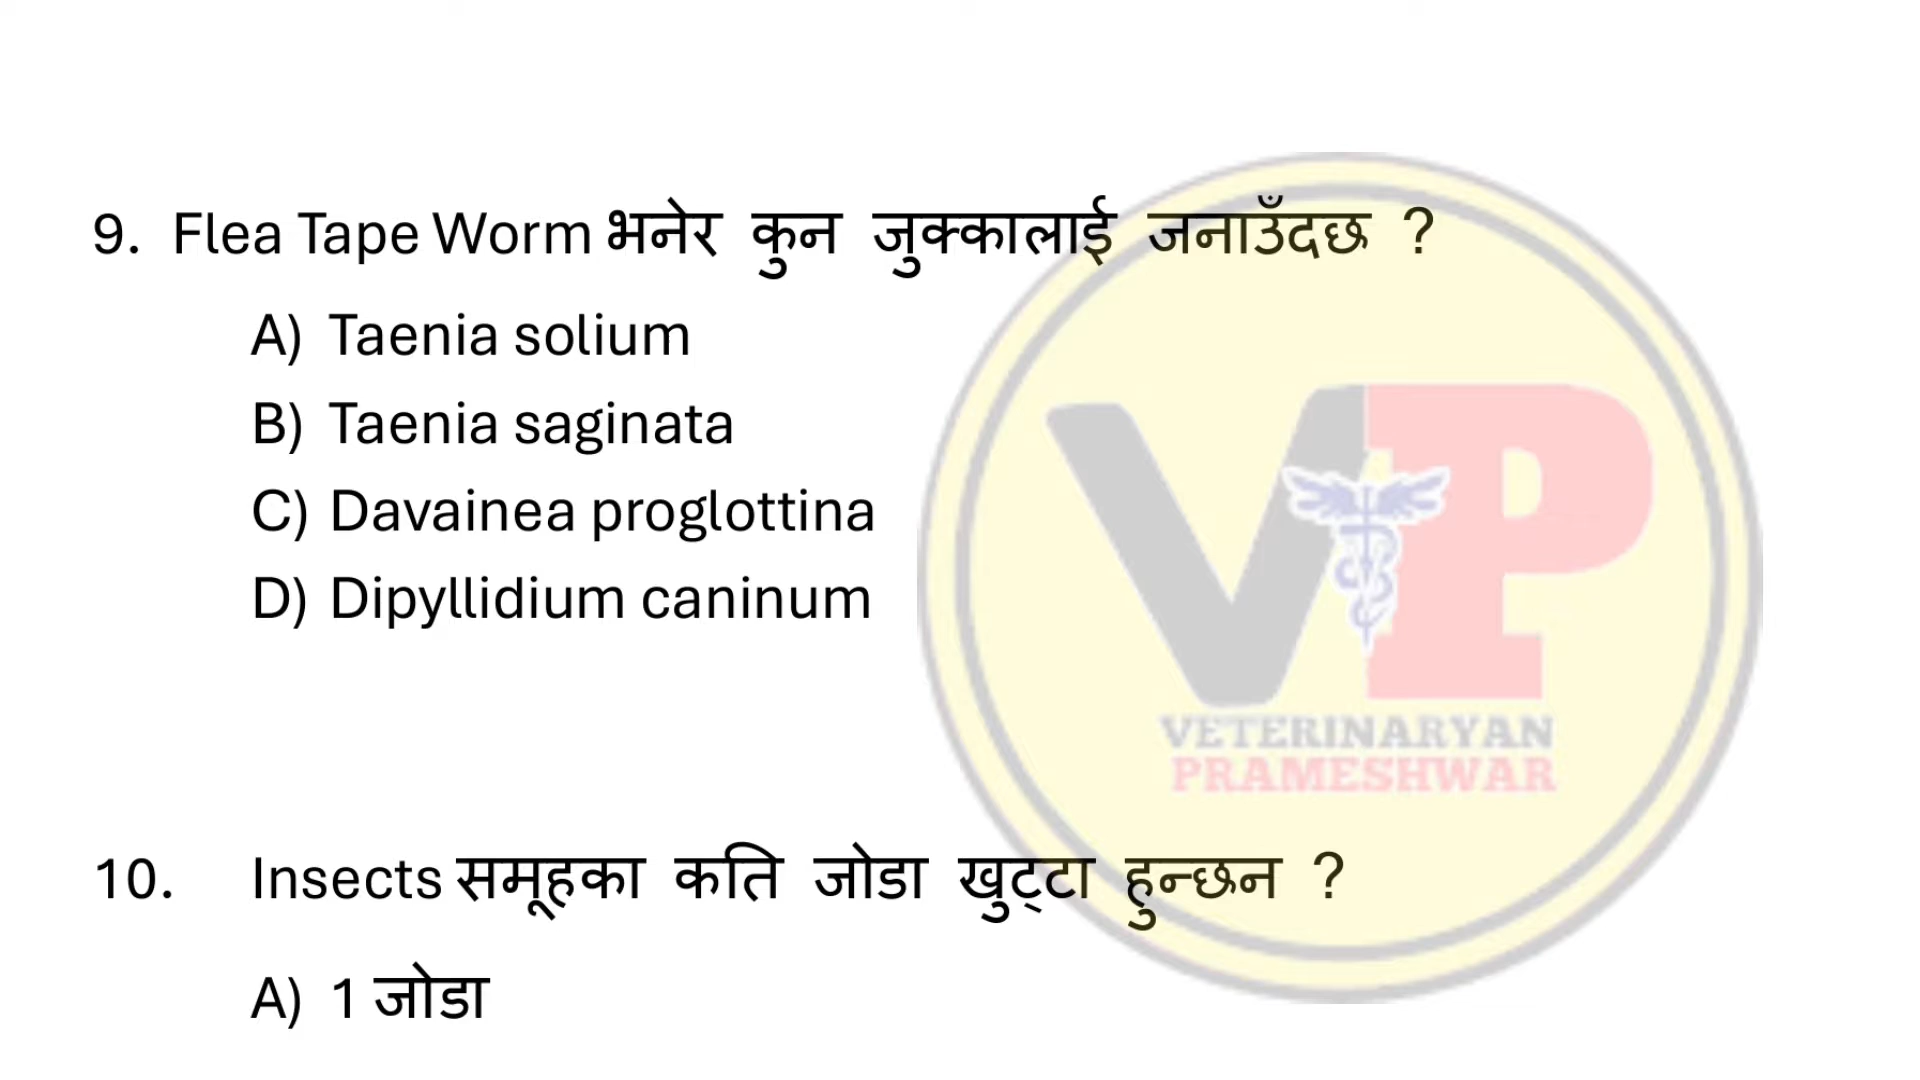 9. Flea Tape Worm भनेर कुन जुक्कालाई जनाउँदछ ?
A) Taenia solium
B) Taenia saginata
C) Davainea proglottina
D) Dipyllidium caninum
VETERINARYAN
PRAMESHWAR
10. Insects समूहका कति जोडा खुट्टा हुन्छन ?
A) 1 जोडा